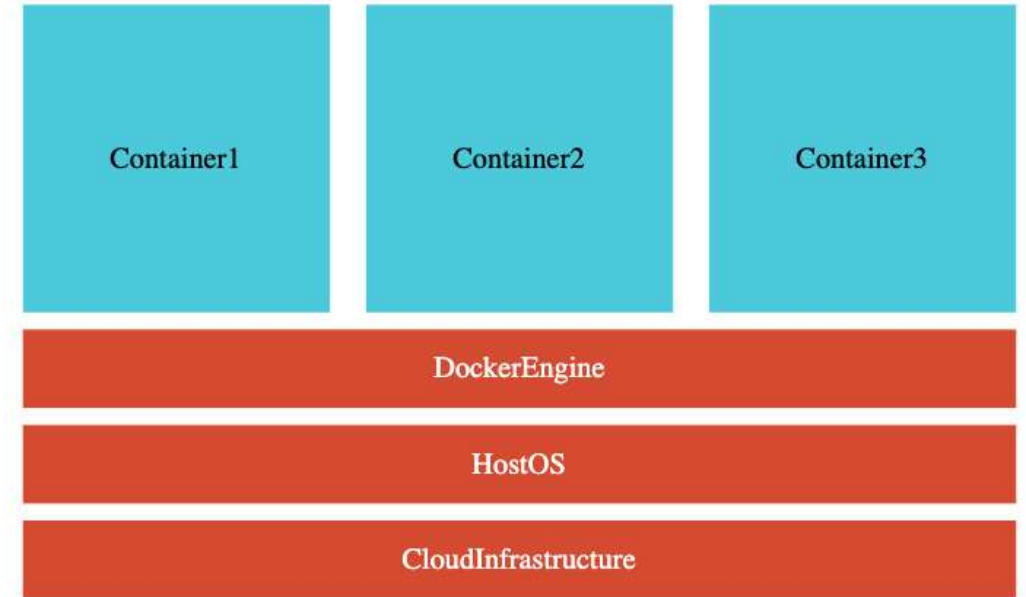 Container1
Container2
Container3
DockerEngine
HostOS
CloudInfrastructure